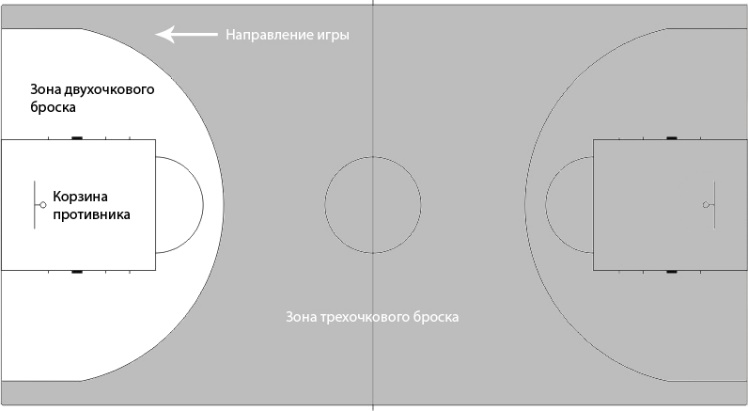 Направление игры
Зона двухочкового
броска
Корзина
противника
Зона трехочкового броска